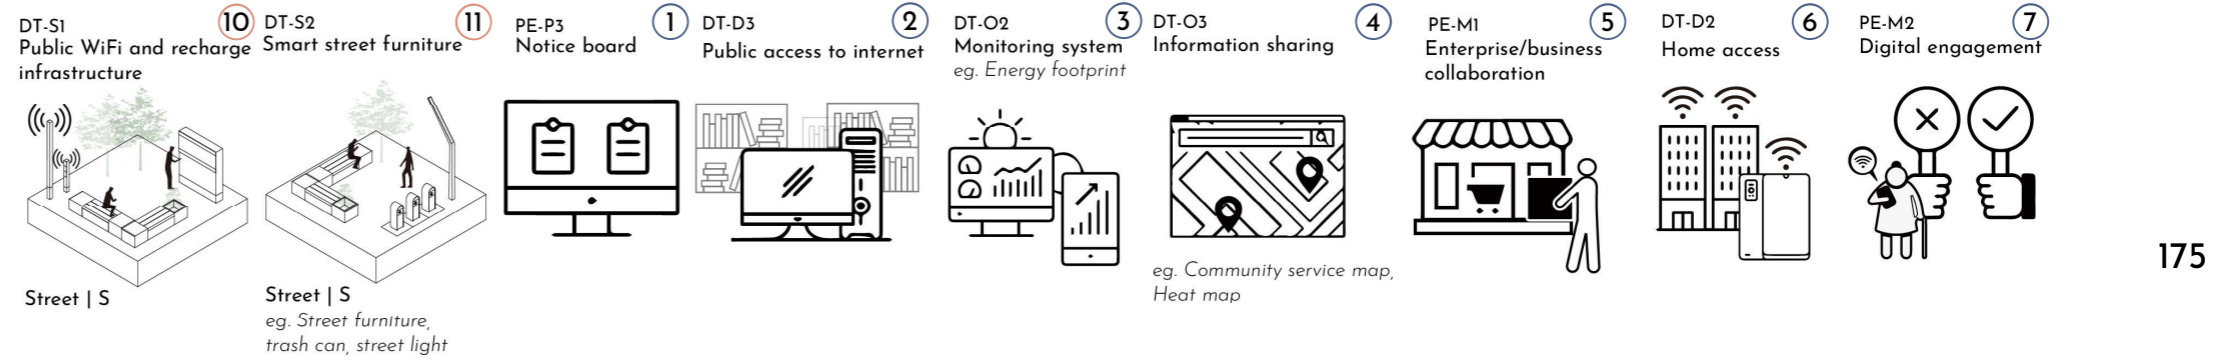 DT-S1
10
Public WiFi and recharge
infrastructure
Street | S
DT-S2
11
Smart street furniture
Street | S
eg. Street furniture,
trash can, street light
PE-P3
1
Notice board
DT-D3
2
Public access to internet
DT-O2
3
Monitoring system
eg. Energy footprint
DT-O3
4
Information sharing
eg. Community service map,
Heat map
PE-M1
5
Enterprise/business
collaboration
DT-D2
6
Home access
PE-M2
7
Digital engagement
175